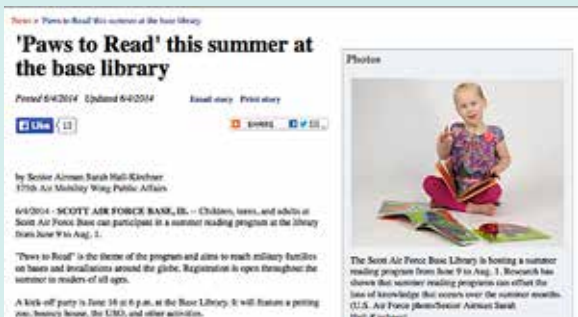 News > Paws to Read this summer at the base library
'Paws to Read' this summer at
the base library
Posted 6/4/2014 Updated 6/4/2014
Email story Print story
Like 13
SHARE
by Senior Airman Sarah Hall-Kirchner
375th Air Mobility Wing Public Affairs
6/4/2014 - SCOTT AIR FORCE BASE, Ill. -- Children, teens, and adults at
Scott Air Force Base can participate in a summer reading program at the library
from June 9 to Aug. 1.
"Paws to Read" is the theme of the program and aims to reach military families
on bases and installations around the globe. Registration is open throughout the
summer to readers of all ages.
A kick-off party is June 16 at 6 p.m. at the Base Library. It will feature a petting
zoo, bouncy house, the USO, and other activities.
Photos
The Scott Air Force Base Library is hosting a summer
reading program from June 9 to Aug. 1. Research has
shown that summer reading programs can offset the
loss of knowledge that occurs over the summer months.
(U.S. Air Force photo/Senior Airman Sarah
Hall-Kirchner)